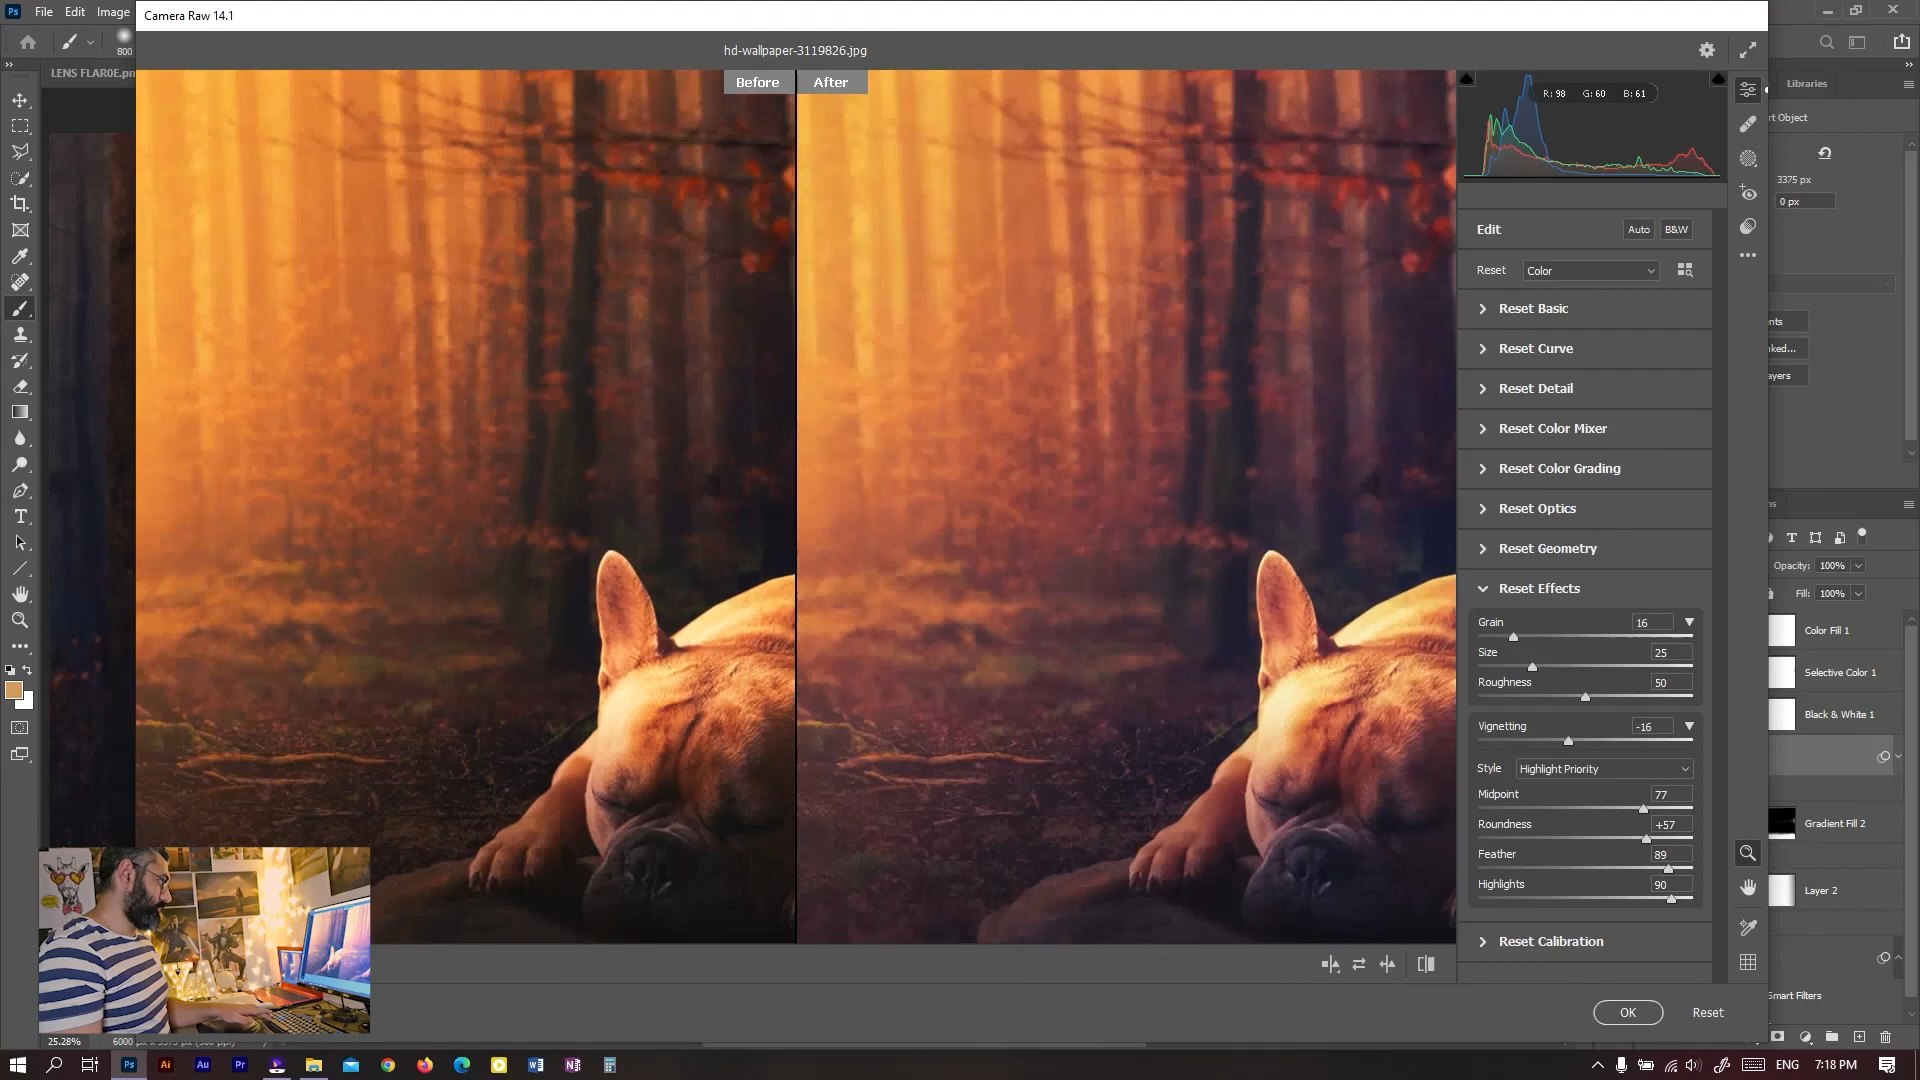 Ps File Edit Image
Camera Raw 14.1
800
hd-wallpaper-3119826.jpg
LENS FLAR0E.pn
Before After
R: 98 G: 60 B: 61
Libraries
rt Object
3375 px
0 px
Edit Auto B&W
Reset Color
Reset Basic
Reset Curve
Reset Detail
Reset Color Mixer
Reset Color Grading
Reset Optics
Reset Geometry
Reset Effects
Grain 16
Size 25
Roughness 50
Vignetting -16
Style Highlight Priority
Midpoint 77
Roundness +57
Feather 89
Highlights 90
Reset Calibration
OK Reset
nts
nked...
ayers
ns
Opacity: 100%
Fill: 100%
Color Fill 1
Selective Color 1
Black & White 1
Gradient Fill 2
Layer 2
Smart Filters
25.28%
Ps Ai Au Pr
ENG 7:18 PM